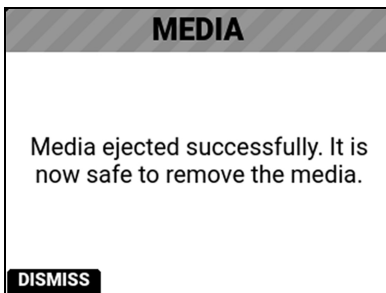 MEDIA
Media ejected successfully. It is
now safe to remove the media.
DISMISS